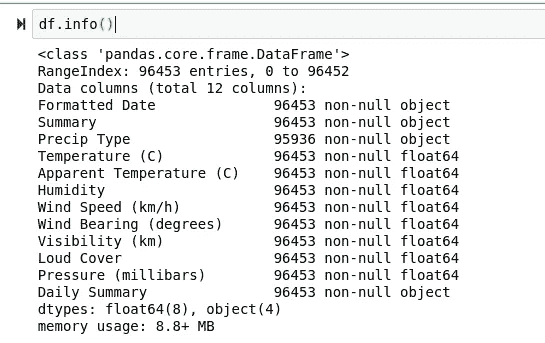 df.info()
<class 'pandas.core.frame.DataFrame'>
RangeIndex: 96453 entries, 0 to 96452
Data columns (total 12 columns):
Formatted Date              96453 non-null object
Summary                     96453 non-null object
Precip Type                 95936 non-null object
Temperature (C)             96453 non-null float64
Apparent Temperature (C)    96453 non-null float64
Humidity                    96453 non-null float64
Wind Speed (km/h)           96453 non-null float64
Wind Bearing (degrees)      96453 non-null float64
Visibility (km)             96453 non-null float64
Loud Cover                  96453 non-null float64
Pressure (millibars)        96453 non-null float64
Daily Summary               96453 non-null object
dtypes: float64(8), object(4)
memory usage: 8.8+ MB